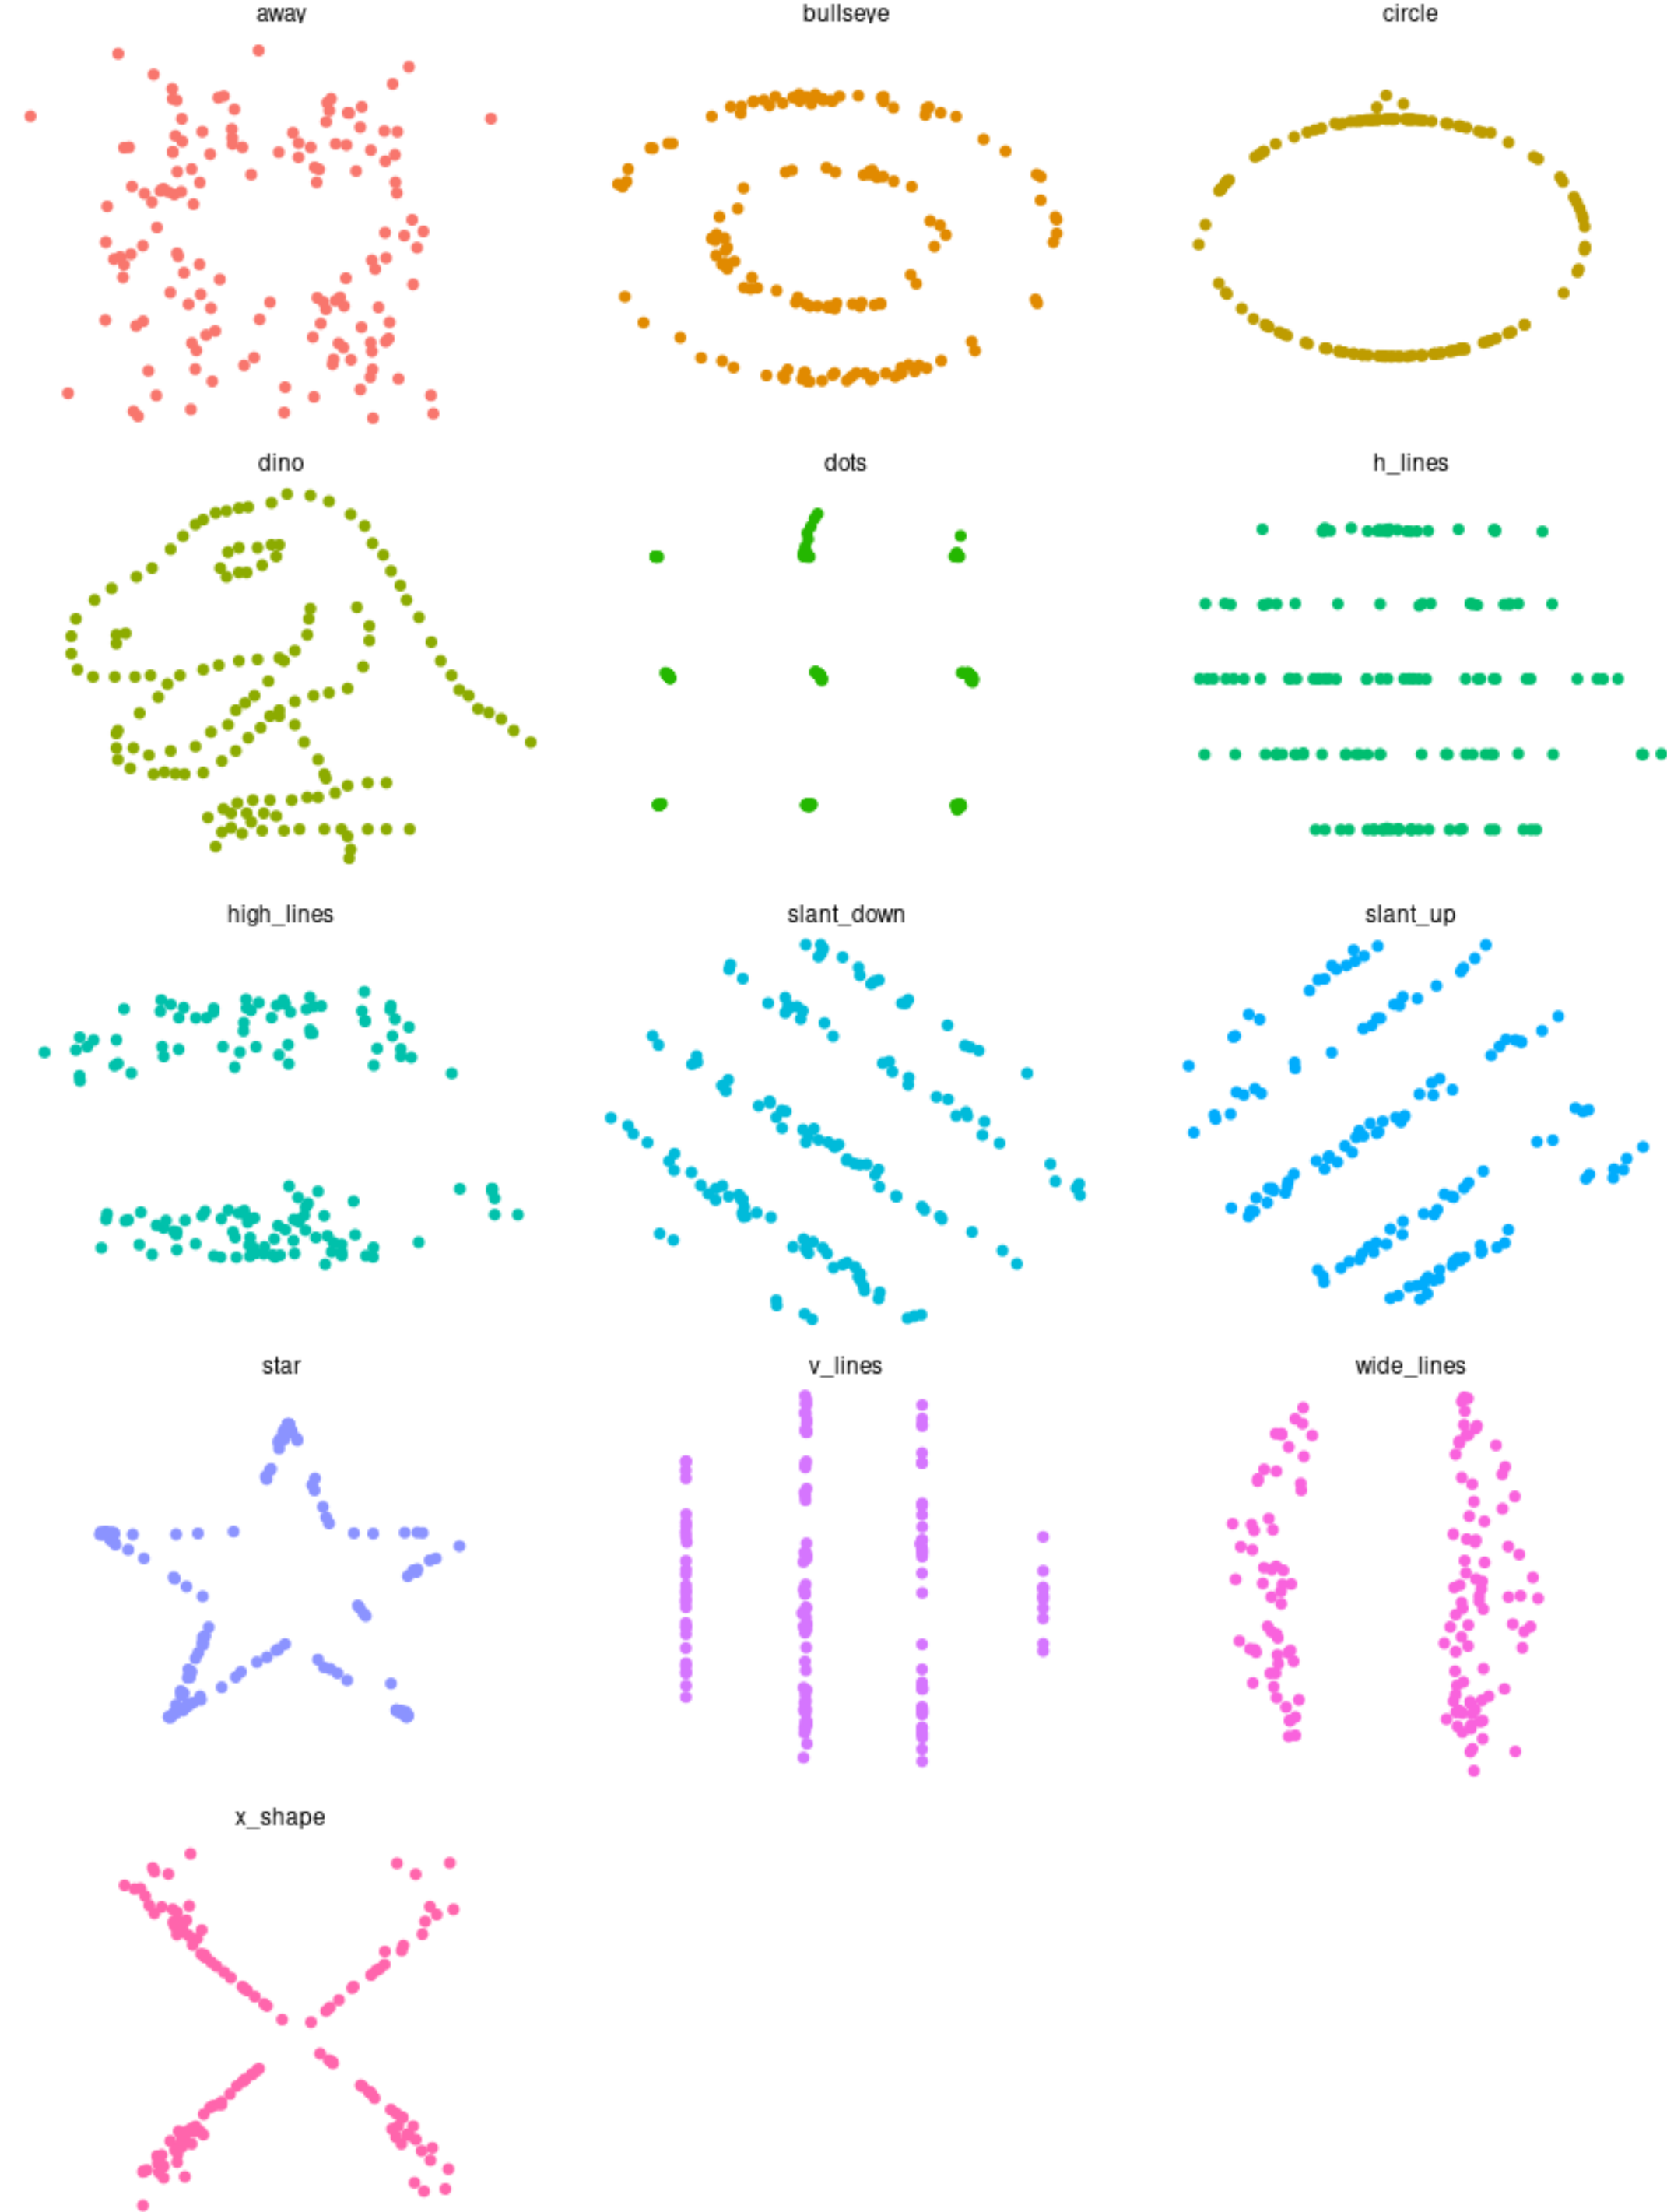 away
bullseye
circle
dino
dots
h_lines
high_lines
slant_down
slant_up
star
v_lines
wide_lines
x_shape